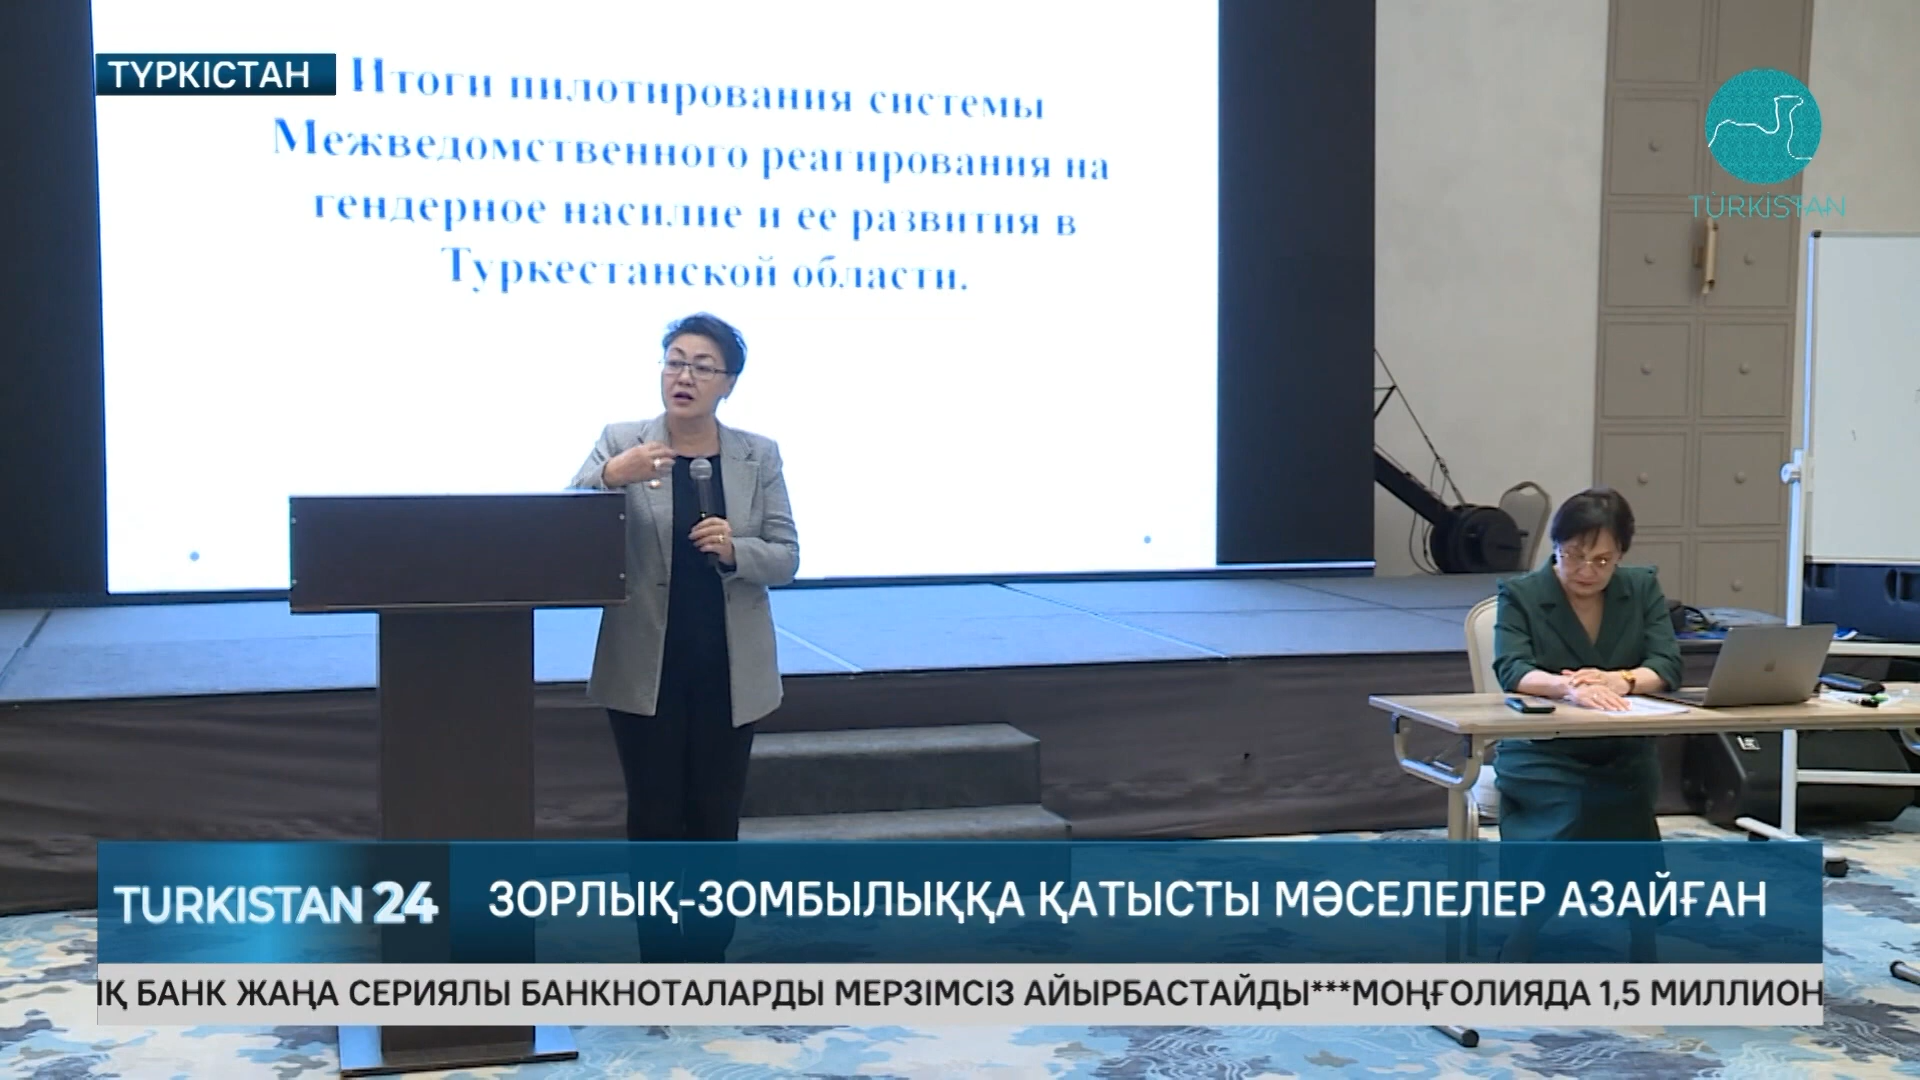 ТҮРКІСТАН
Итоги пилотирования системы
Межведомственного реагирования на
гендерное насилие и ее развития в
Туркестанской области.
TÚRKISTAN
TURKISTAN 24
ЗОРЛЫҚ-ЗОМБЫЛЫҚҚА ҚАТЫСТЫ МӘСЕЛЕЛЕР АЗАЙҒАН
ІҚ БАНК ЖАҢА СЕРИЯЛЫ БАНКНОТАЛАРДЫ МЕРЗІМСІЗ АЙЫРБАСТАЙДЫ***МОҢҒОЛИЯДА 1,5 МИЛЛИОН